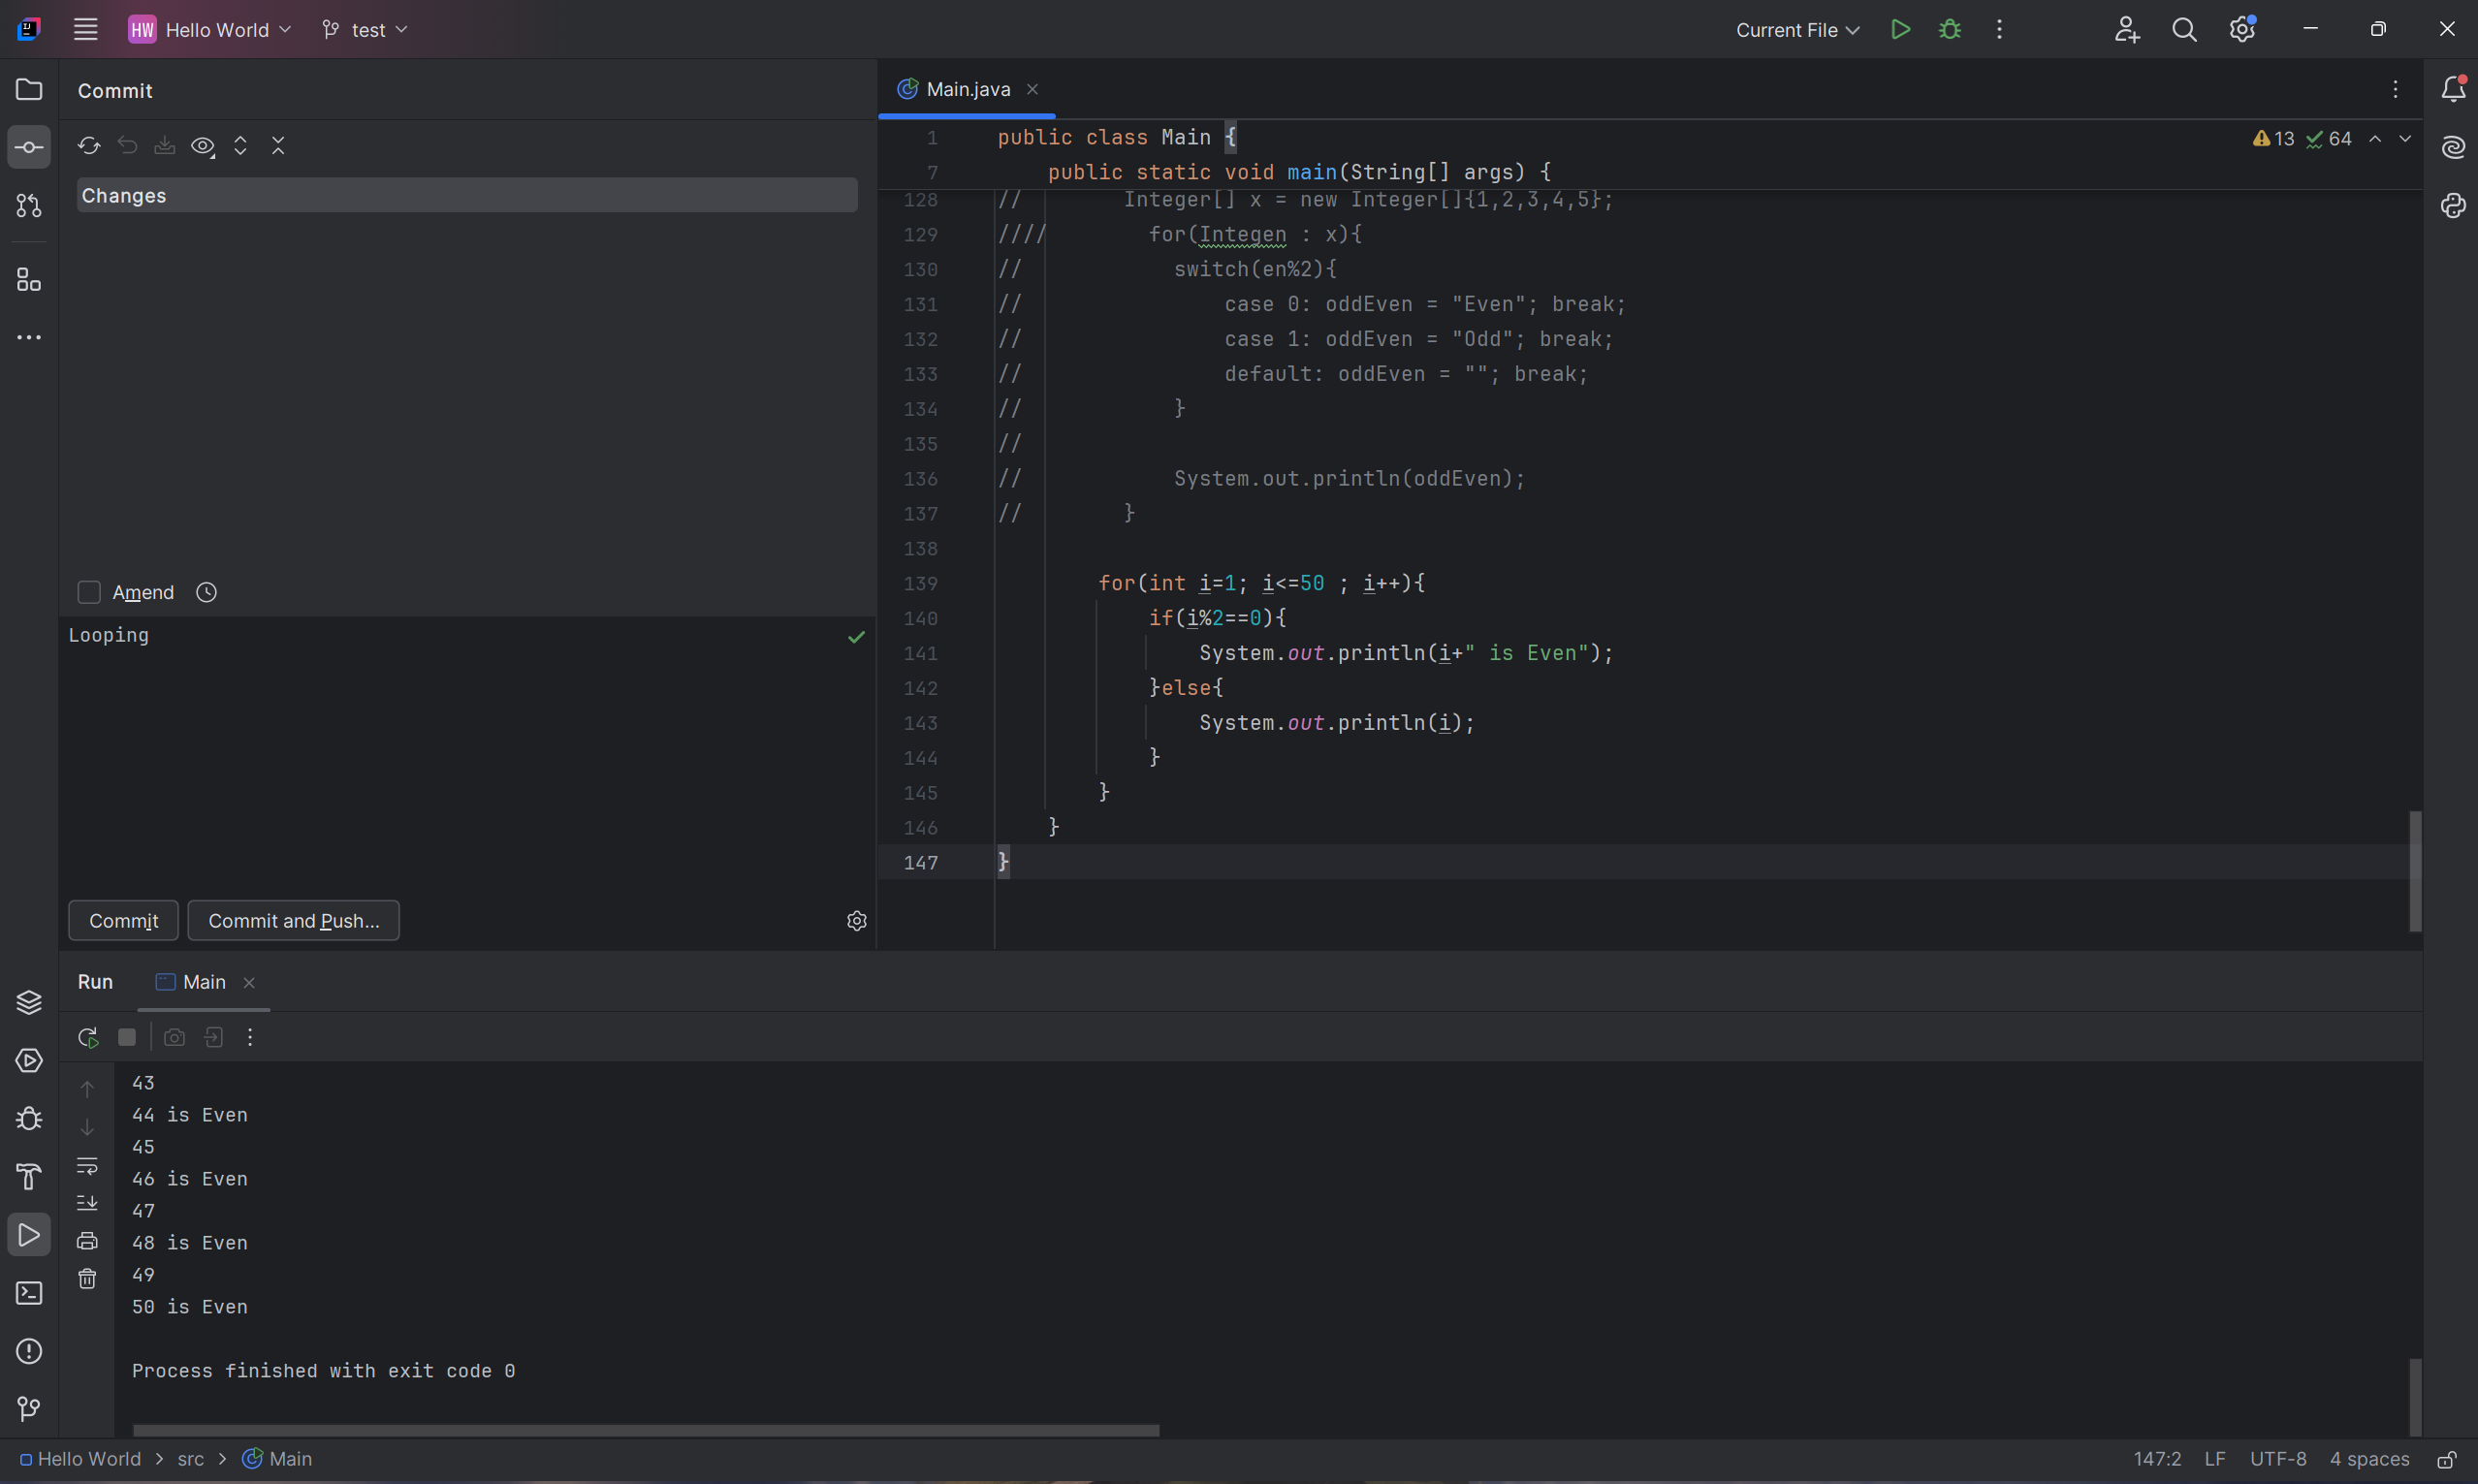 HW Hello World test Current File
Commit
Changes
Amend
Looping
Commit Commit and Push...
Main.java
13 64
1 public class Main {
7 public static void main(String[] args) {
128 // Integer[] x = new Integer[]{1,2,3,4,5};
129 //// for(Integen : x){
130 // switch(en%2){
131 // case 0: oddEven = "Even"; break;
132 // case 1: oddEven = "Odd"; break;
133 // default: oddEven = ""; break;
134 // }
135 //
136 // System.out.println(oddEven);
137 // }
138
139 for(int i=1; i<=50 ; i++){
140 if(i%2==0){
141 System.out.println(i+" is Even");
142 }else{
143 System.out.println(i);
144 }
145 }
146 }
147 }
Run Main
43
44 is Even
45
46 is Even
47
48 is Even
49
50 is Even
Process finished with exit code 0
Hello World > src > Main 147:2 LF UTF-8 4 spaces